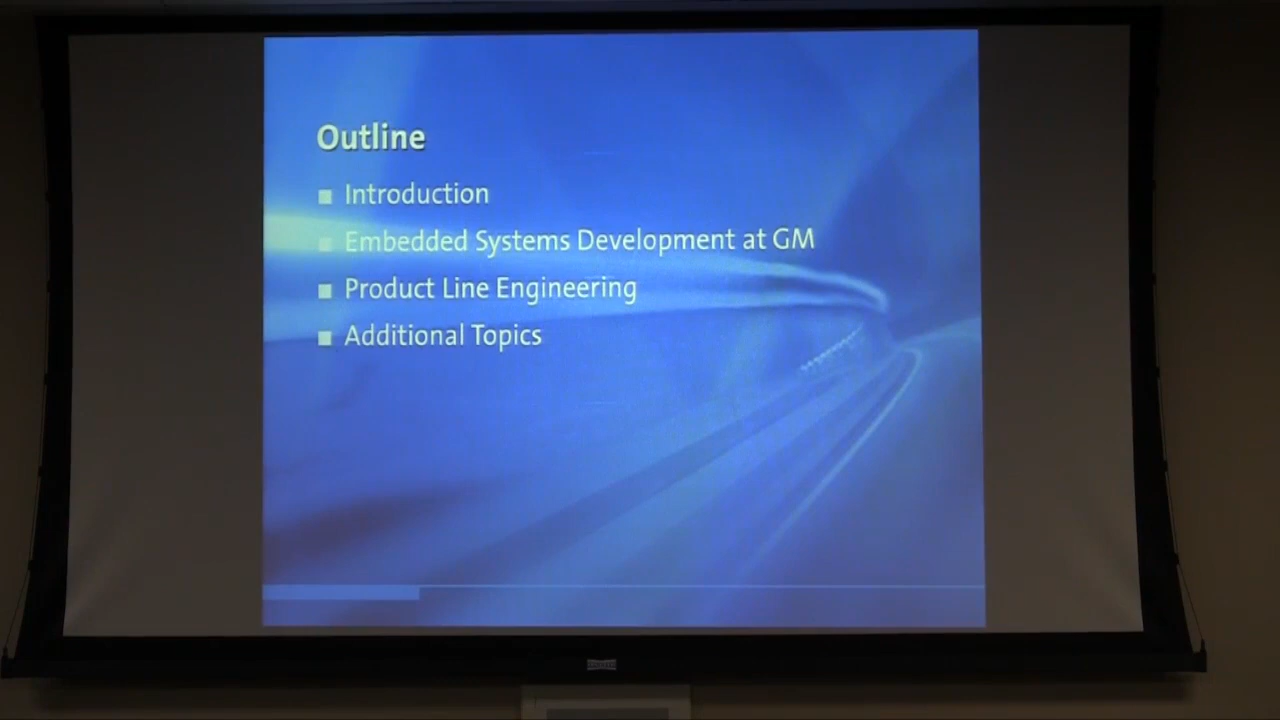 Outline
Introduction
Embedded Systems Development at GM
Product Line Engineering
Additional Topics